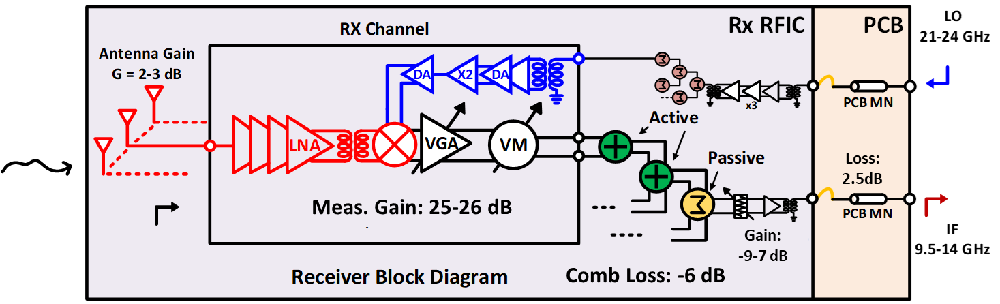 RX Channel
Rx RFIC
PCB
LO
21-24 GHz
Antenna Gain
G = 2-3 dB
DA
X2
DA
Σ
Σ
Σ
Σ
Σ
x3
PCB MN
LNA
VGA
VM
Active
Passive
Σ
Loss:
2.5dB
PCB MN
Meas. Gain: 25-26 dB
Gain:
-9-7 dB
IF
9.5-14 GHz
Receiver Block Diagram
Comb Loss: -6 dB